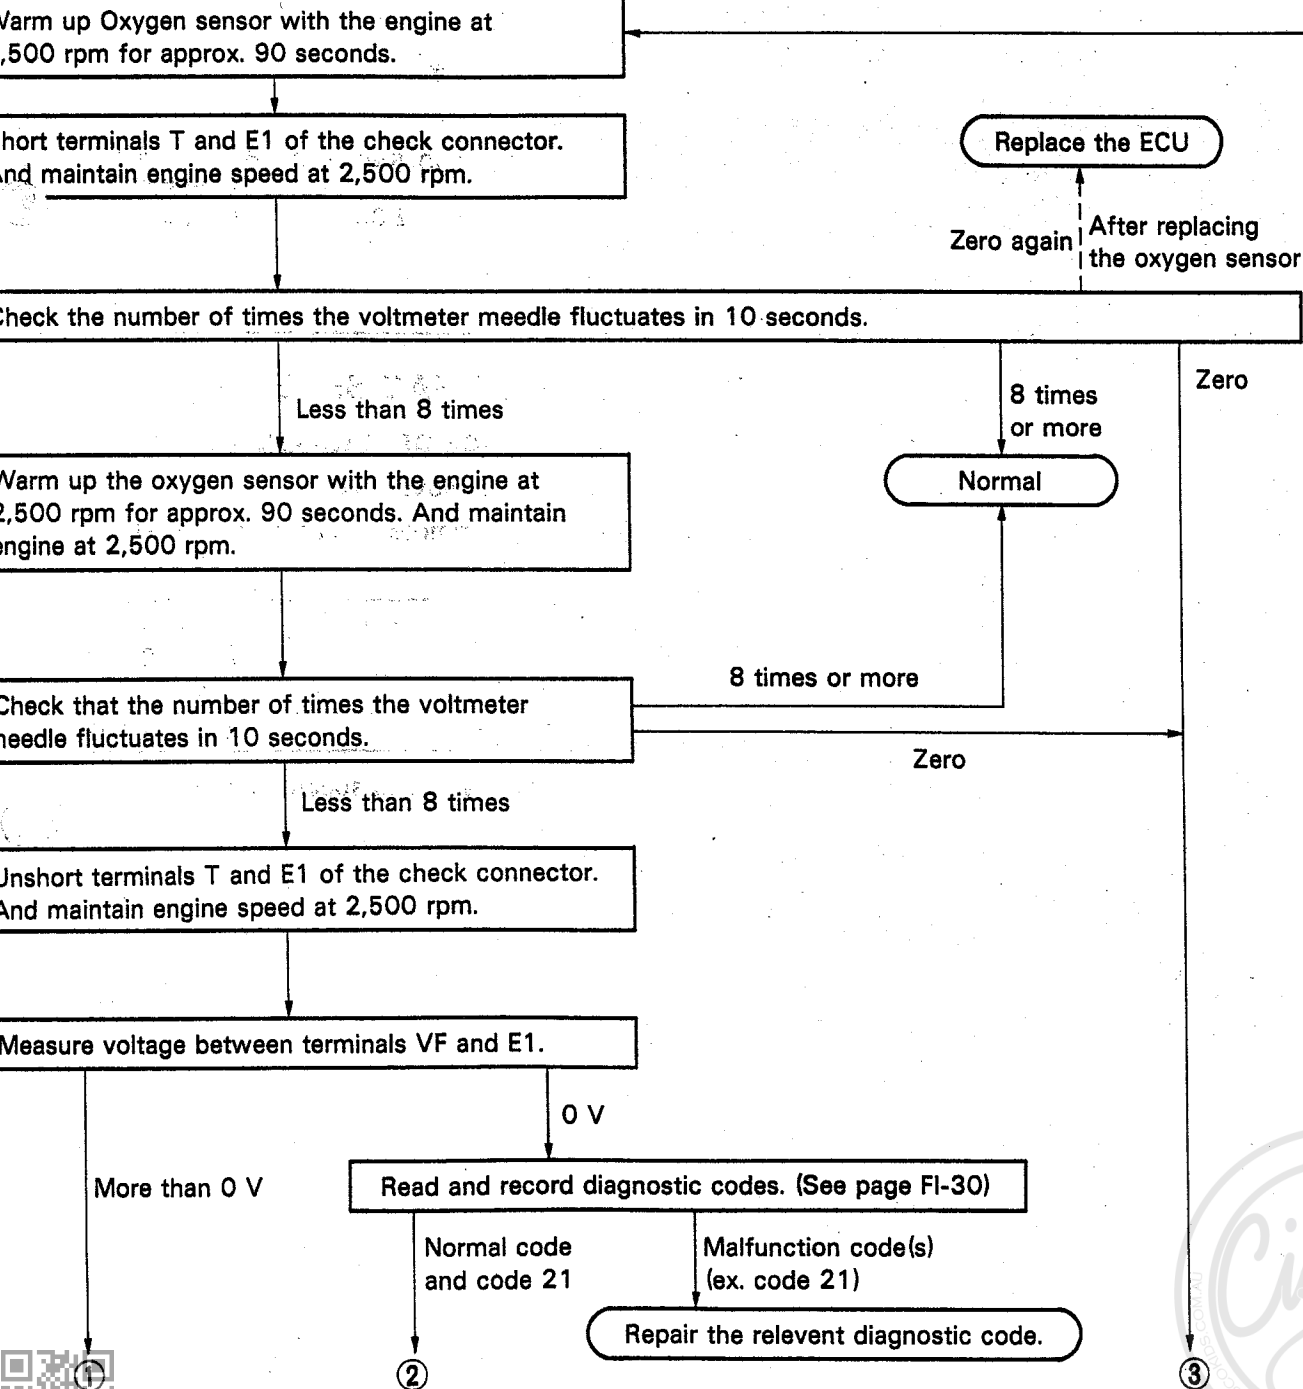 Warm up Oxygen sensor with the engine at
,500 rpm for approx. 90 seconds.
hort terminals T and E1 of the check connector.
And maintain engine speed at 2,500 rpm.
Replace the ECU
Zero again
After replacing
the oxygen sensor
Check the number of times the voltmeter meedle fluctuates in 10 seconds.
Less than 8 times
8 times
or more
Zero
Normal
Warm up the oxygen sensor with the engine at
2,500 rpm for approx. 90 seconds. And maintain
engine at 2,500 rpm.
8 times or more
Check that the number of times the voltmeter
needle fluctuates in 10 seconds.
Zero
Less than 8 times
Unshort terminals T and E1 of the check connector.
And maintain engine speed at 2,500 rpm.
Measure voltage between terminals VF and E1.
0 V
More than 0 V
Read and record diagnostic codes. (See page FI-30)
Normal code
and code 21
Malfunction code(s)
(ex. code 21)
Repair the relevent diagnostic code.
①
②
③